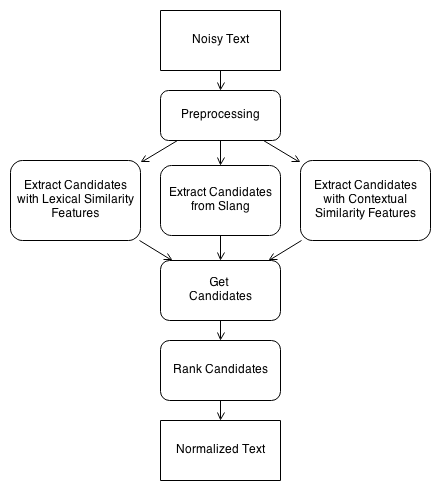 Noisy Text
Preprocessing
Extract Candidates
with Lexical Similarity
Features
Extract Candidates
from Slang
Extract Candidates
with Contextual
Similarity Features
Get
Candidates
Rank Candidates
Normalized Text